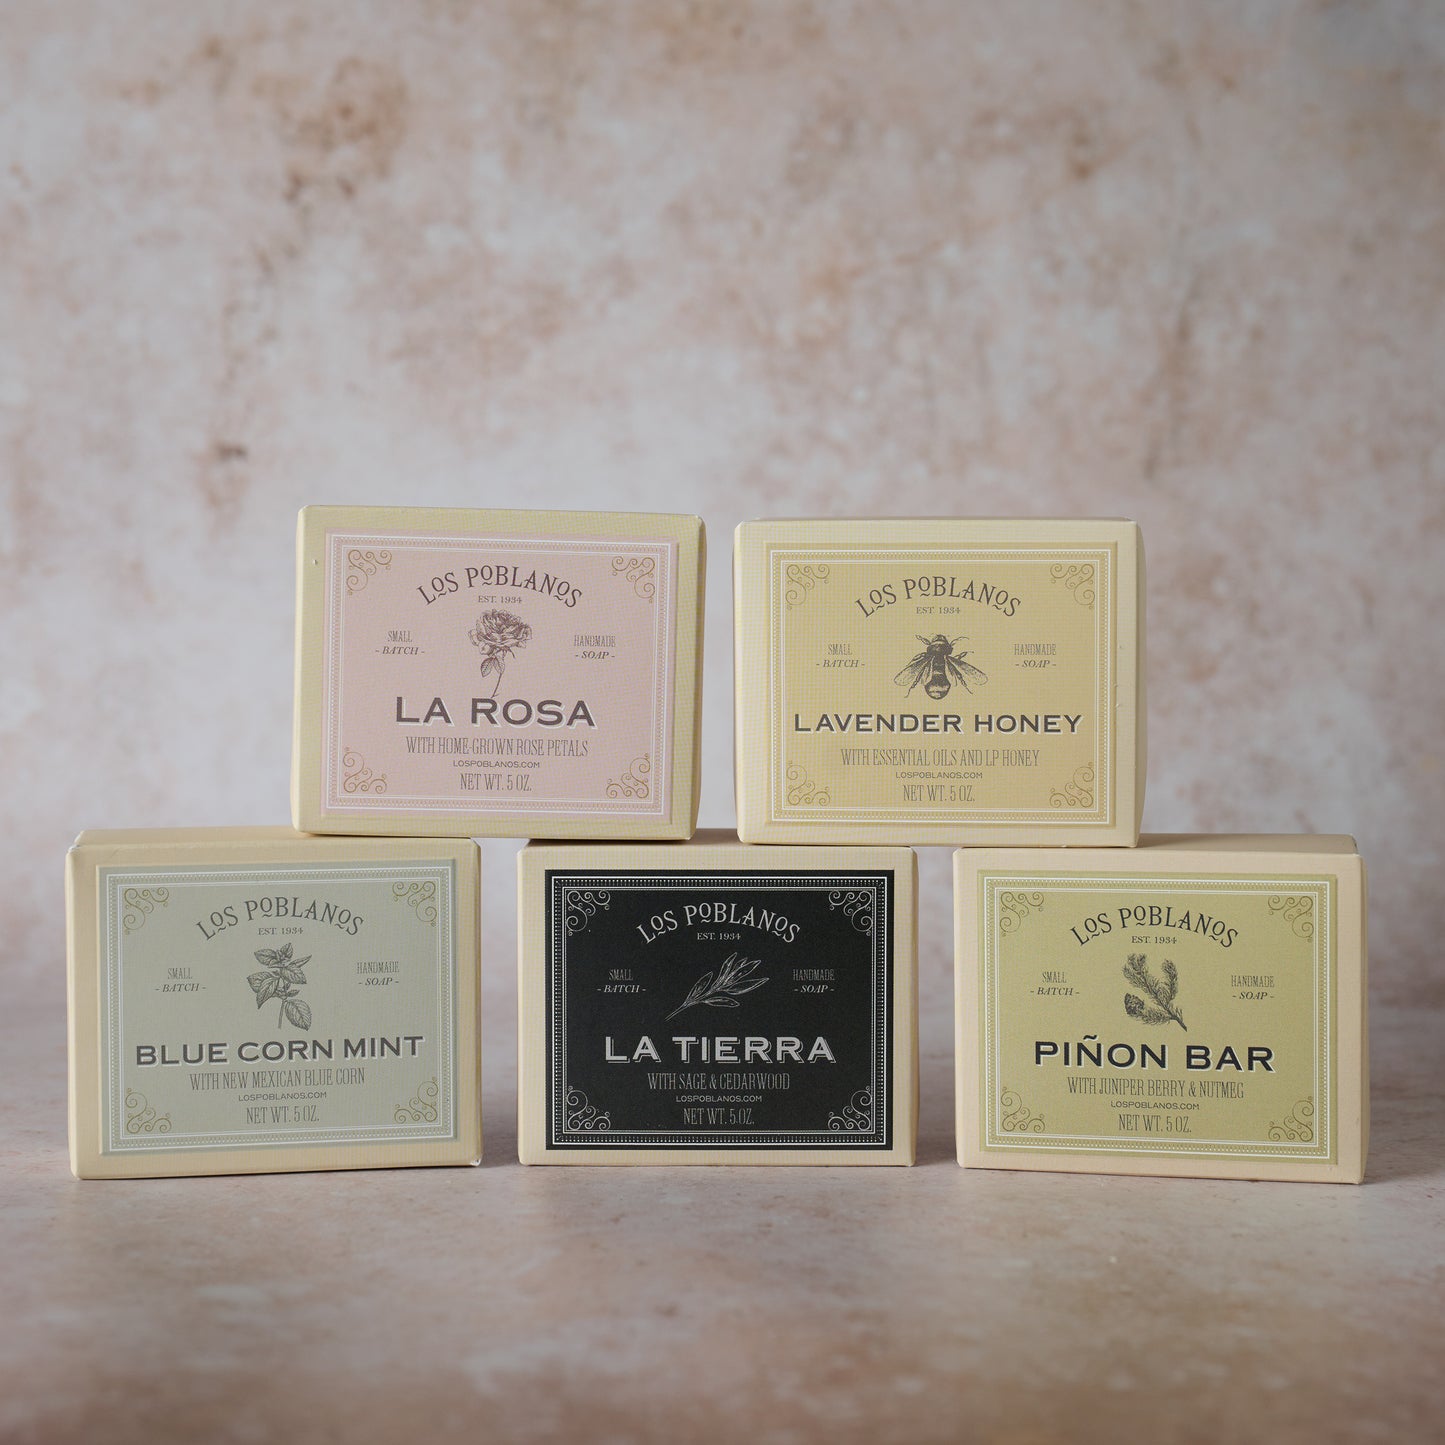 LOS POBLANOS
EST. 1934
SMALL
- BATCH -
HANDMADE
- SOAP -
LA ROSA
WITH HOME-GROWN ROSE PETALS
LOSPOBLANOS.COM
NET WT. 5 OZ.
LOS POBLANOS
EST. 1934
SMALL
- BATCH -
HANDMADE
- SOAP -
LAVENDER HONEY
WITH ESSENTIAL OILS AND LP HONEY
LOSPOBLANOS.COM
NET WT. 5 OZ.
LOS POBLANOS
EST. 1934
SMALL
- BATCH -
HANDMADE
- SOAP -
BLUE CORN MINT
WITH NEW MEXICAN BLUE CORN
LOSPOBLANOS.COM
NET WT. 5 OZ.
LOS POBLANOS
EST. 1934
SMALL
- BATCH -
HANDMADE
- SOAP -
LA TIERRA
WITH SAGE & CEDARWOOD
LOSPOBLANOS.COM
NET WT. 5 OZ.
LOS POBLANOS
EST. 1934
SMALL
- BATCH -
HANDMADE
- SOAP -
PIÑON BAR
WITH JUNIPER BERRY & NUTMEG
LOSPOBLANOS.COM
NET WT. 5 OZ.